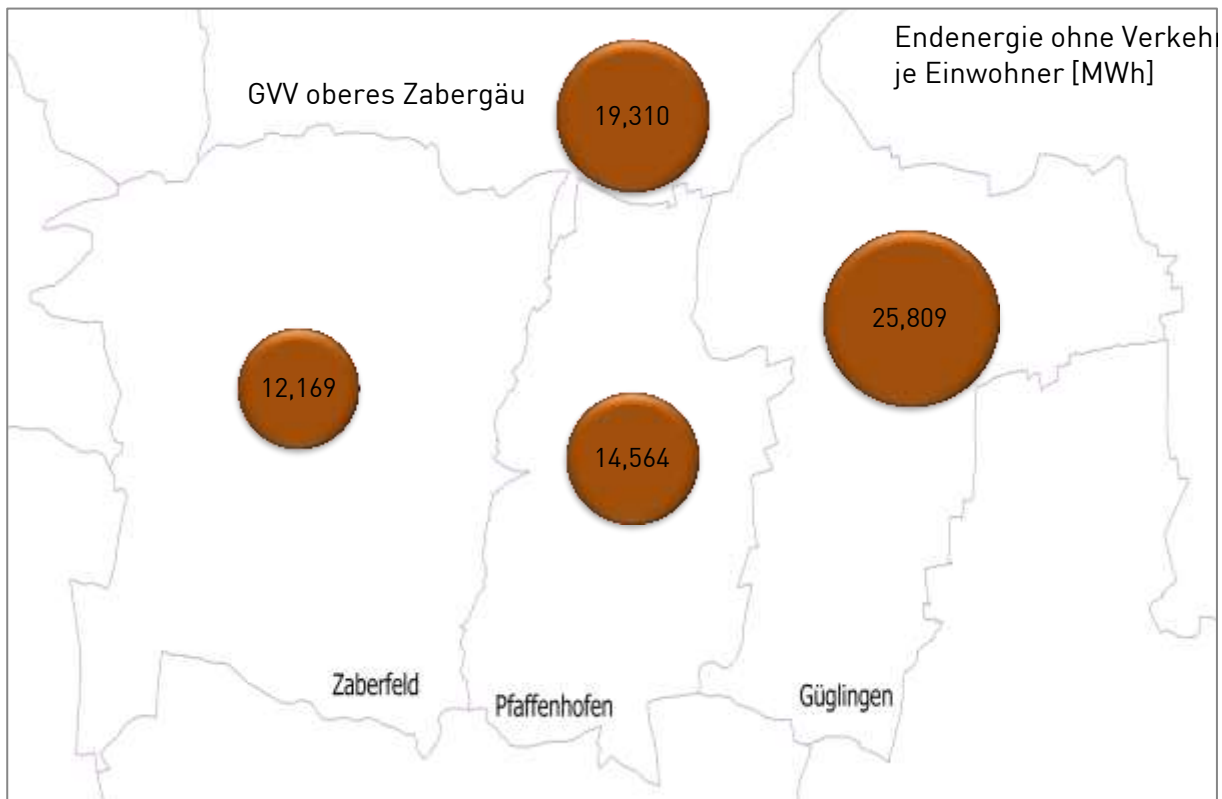 Endenergie ohne Verkehr
je Einwohner [MWh]
GVV oberes Zabergäu
19,310
25,809
12,169
14,564
Zaberfeld
Pfaffenhofen
Güglingen